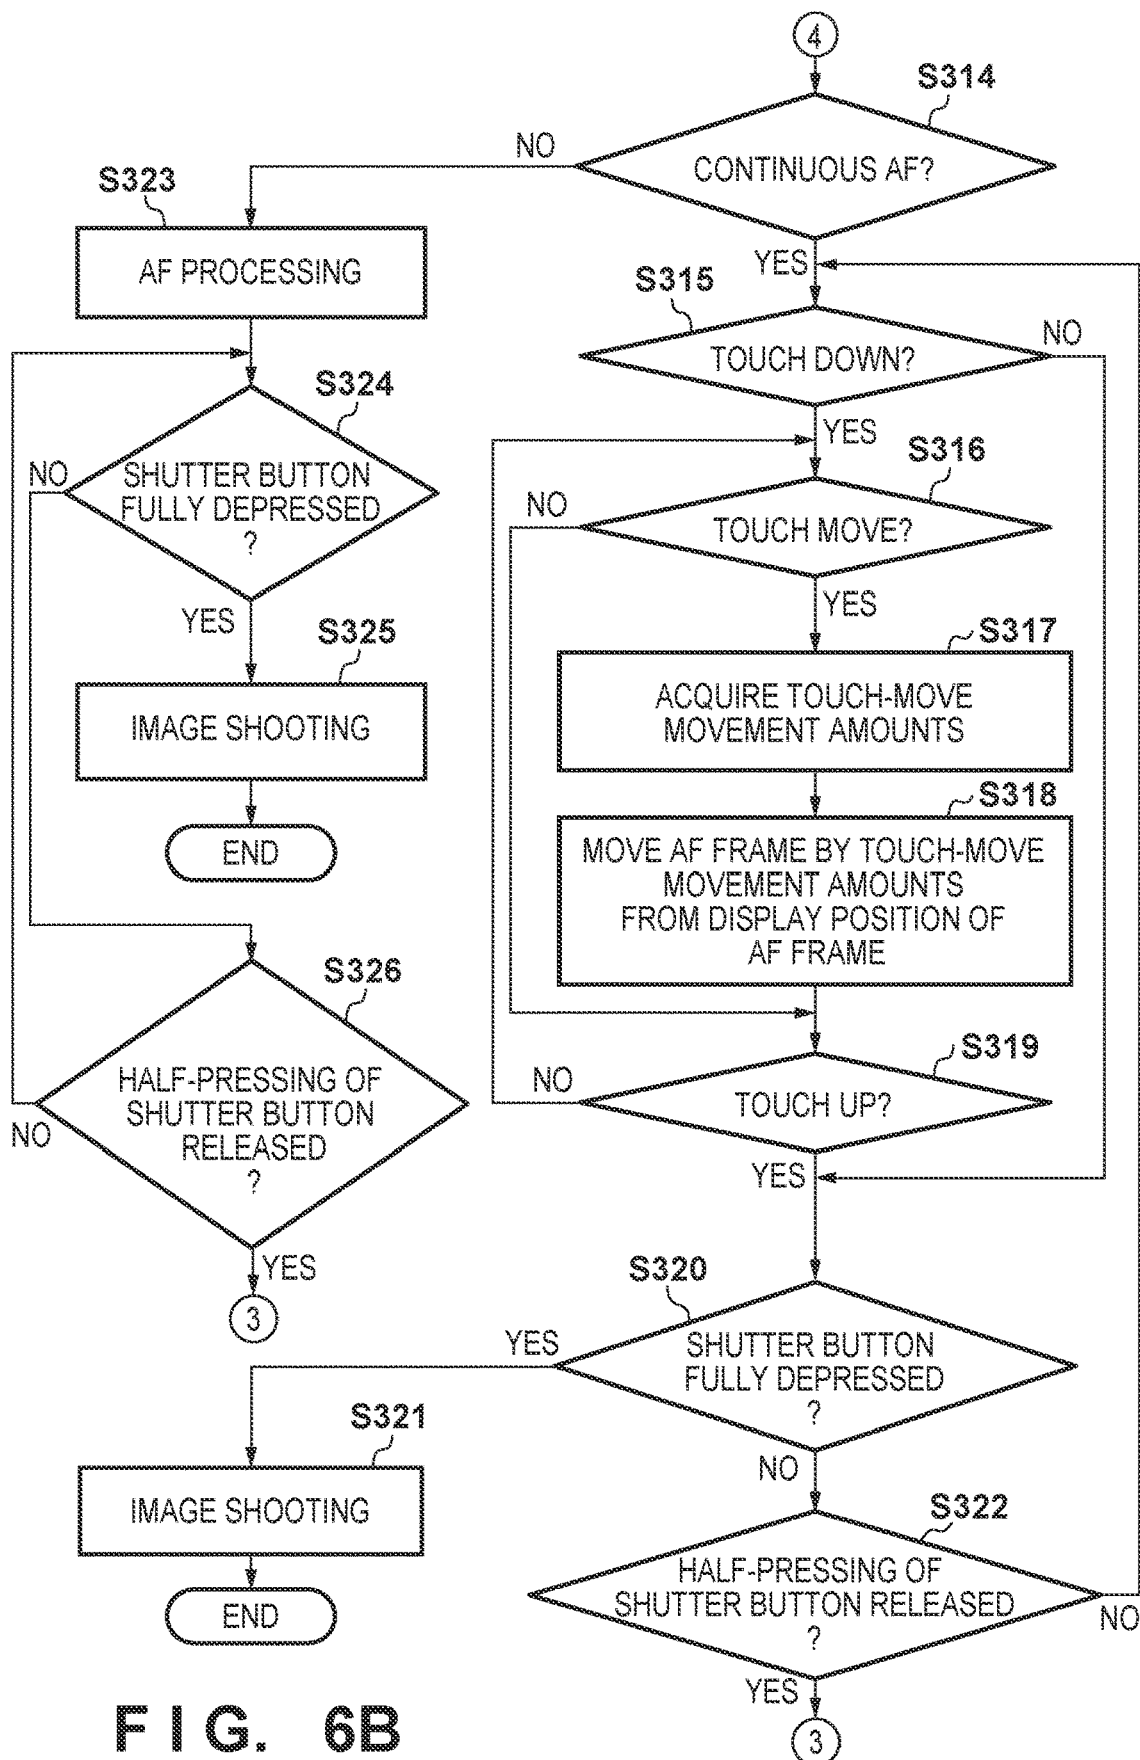 4
S314
CONTINUOUS AF?
NO
YES
S323
AF PROCESSING
S315
TOUCH DOWN?
NO
YES
S324
SHUTTER BUTTON
FULLY DEPRESSED
?
NO
YES
S316
TOUCH MOVE?
NO
YES
S325
IMAGE SHOOTING
END
S317
ACQUIRE TOUCH-MOVE
MOVEMENT AMOUNTS
S318
MOVE AF FRAME BY TOUCH-MOVE
MOVEMENT AMOUNTS
FROM DISPLAY POSITION OF
AF FRAME
S326
HALF-PRESSING OF
SHUTTER BUTTON
RELEASED
?
NO
YES
3
S319
TOUCH UP?
NO
YES
S320
SHUTTER BUTTON
FULLY DEPRESSED
?
YES
NO
S321
IMAGE SHOOTING
END
S322
HALF-PRESSING OF
SHUTTER BUTTON RELEASED
?
NO
YES
3
FIG. 6B